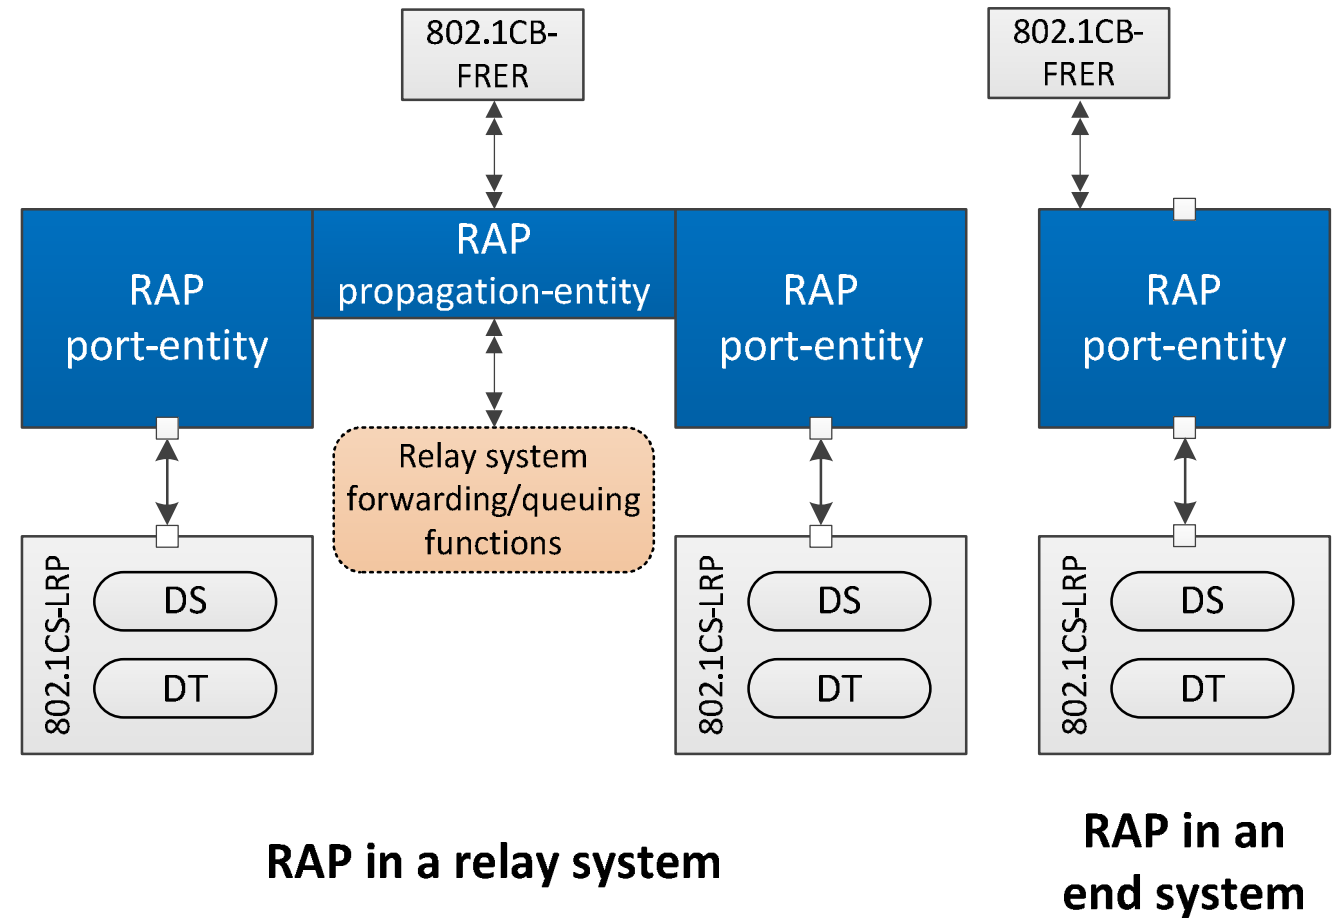 802.1CB-
FRER
802.1CB-
FRER
RAP
port-entity
RAP
propagation-entity
RAP
port-entity
RAP
port-entity
Relay system
forwarding/queuing
functions
802.1CS-LRP
DS
DT
802.1CS-LRP
DS
DT
802.1CS-LRP
DS
DT
RAP in a relay system
RAP in an
end system